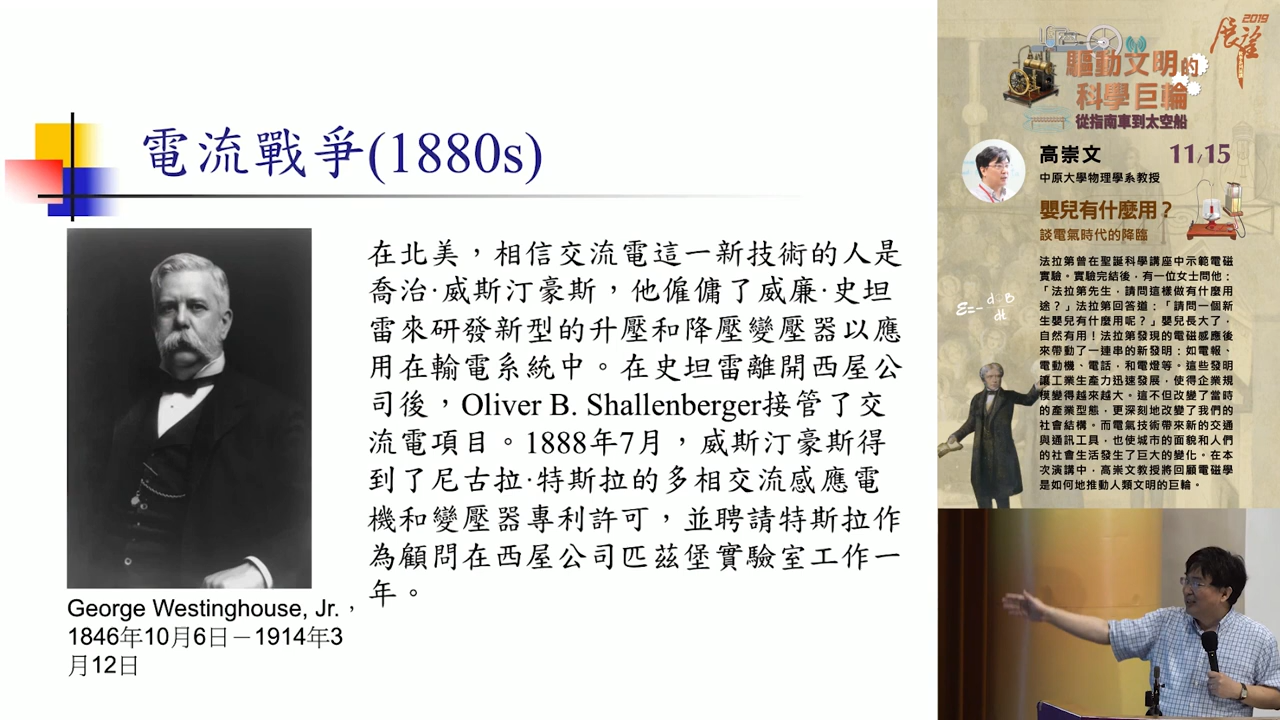 電流戰爭(1880s)
在北美，相信交流電這一新技術的人是
喬治·威斯汀豪斯，他僱傭了威廉·史坦
雷來研發新型的升壓和降壓變壓器以應
用在輸電系統中。在史坦雷離開西屋公
司後，Oliver B. Shallenberger接管了交
流電項目。1888年7月，威斯汀豪斯得
到了尼古拉·特斯拉的多相交流感應電
機和變壓器專利許可，並聘請特斯拉作
為顧問在西屋公司匹茲堡實驗室工作一
年。
George Westinghouse, Jr.，
1846年10月6日－1914年3
月12日
2019
展望
驅動文明的
科學巨輪
從指南車到太空船
高崇文 11/15
中原大學物理學系教授
嬰兒有什麼用？
談電氣時代的降臨
法拉第曾在聖誕科學講座中示範電磁
實驗。實驗完結後，有一位女士問他：
「法拉第先生，請問這樣做有什麼用
途？」法拉第回答道：「請問一個新
生嬰兒有什麼用呢？」嬰兒長大了，
自然有用！法拉第發現的電磁感應後
來帶動了一連串的新發明：如電報、
電動機、電話，和電燈等。這些發明
讓工業生產力迅速發展，使得企業規
模變得越來越大。這不但改變了當時
的產業型態，更深刻地改變了我們的
社會結構。而電氣技術帶來新的交通
與通訊工具，也使城市的面貌和人們
的社會生活發生了巨大的變化。在本
次演講中，高崇文教授將回顧電磁學
是如何地推動人類文明的巨輪。